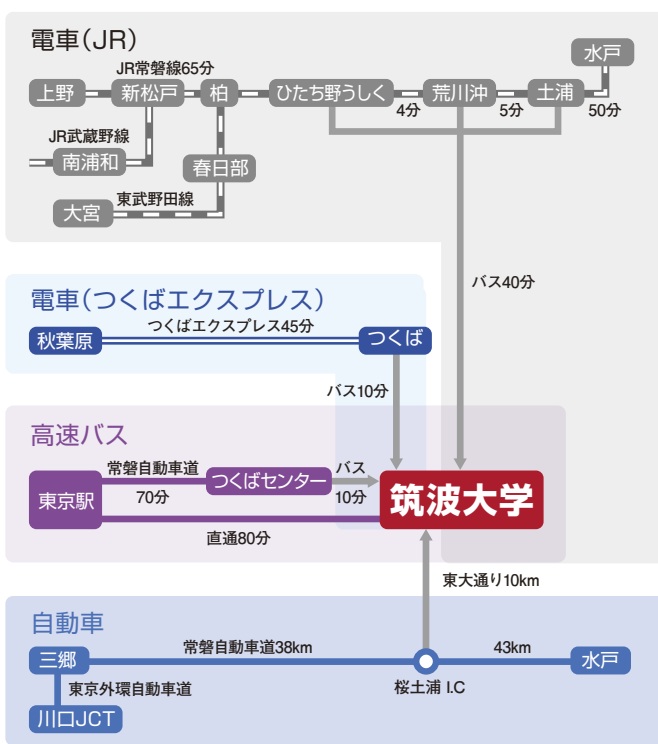 電車(JR)
水戸
JR常磐線65分
上野
新松戸
柏
ひたち野うしく
4分
荒川沖
5分
土浦
50分
JR武蔵野線
南浦和
春日部
東武野田線
大宮
バス40分
電車(つくばエクスプレス)
つくばエクスプレス45分
秋葉原
つくば
バス10分
高速バス
常磐自動車道
東京駅
70分
つくばセンター
バス
10分
筑波大学
直通80分
東大通り10km
自動車
常磐自動車道38km
43km
三郷
水戸
東京外環自動車道
桜土浦 I.C
川口JCT